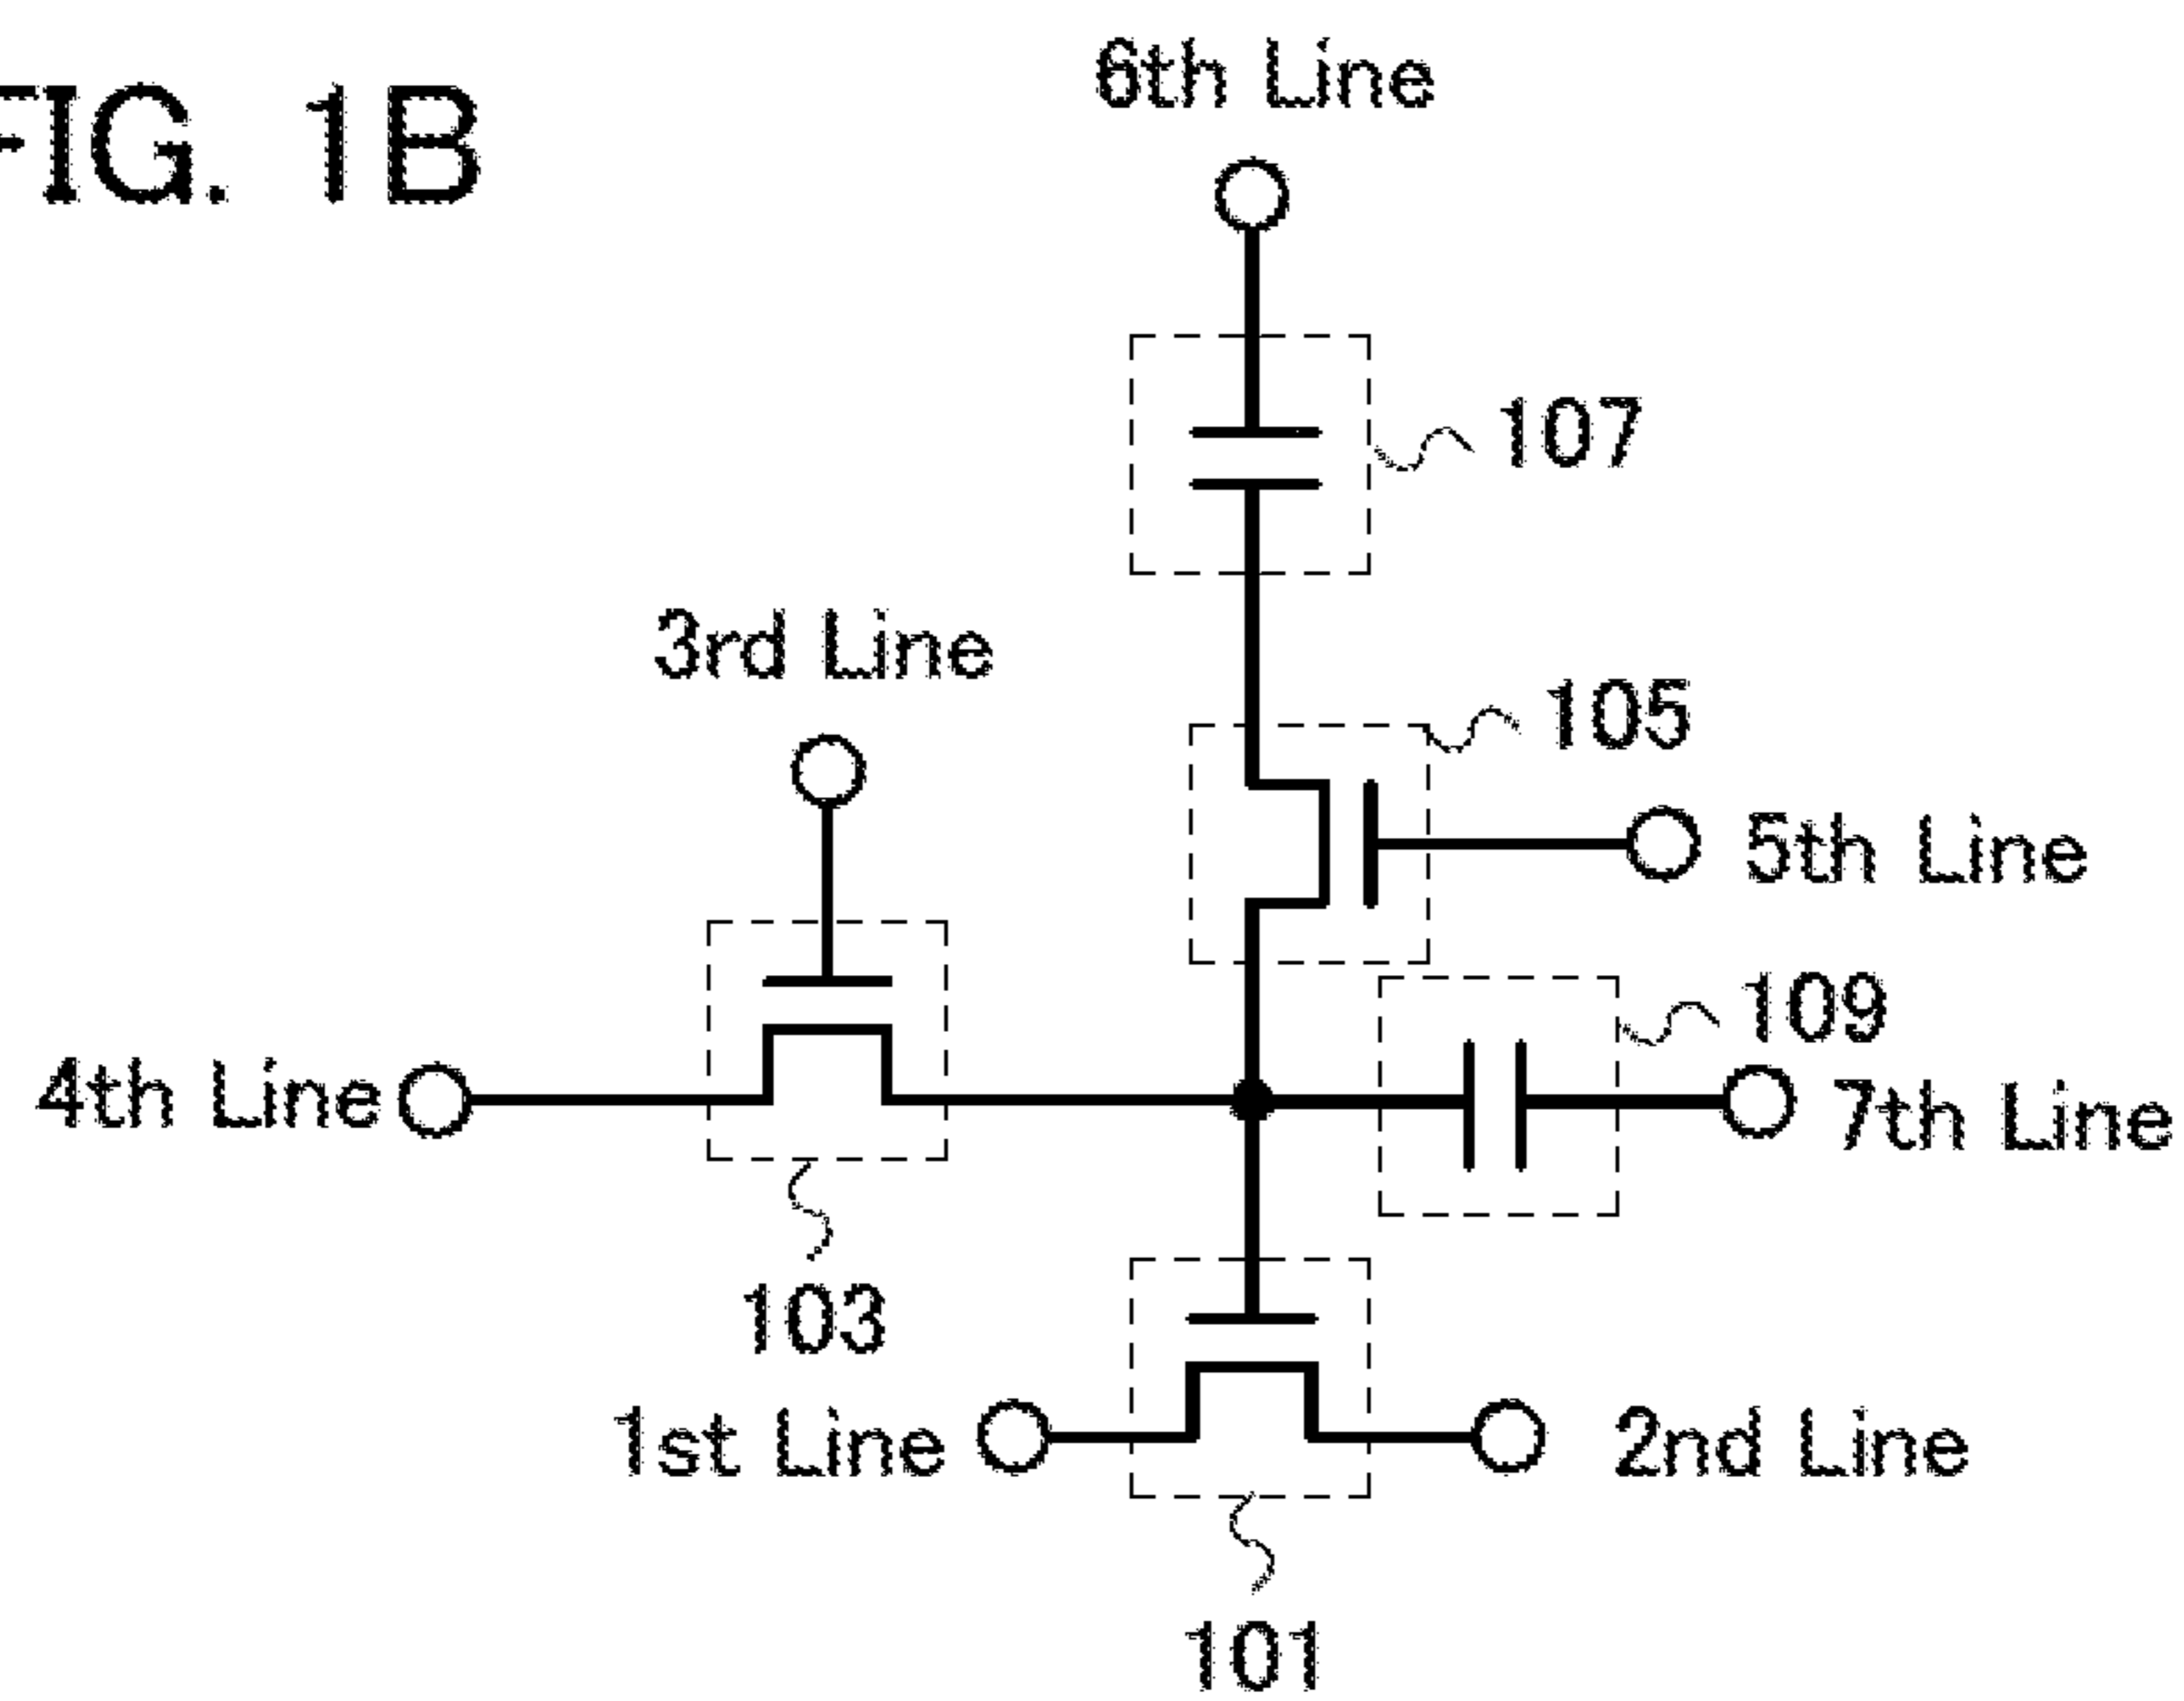 FIG. 1B
6th Line
107
3rd Line
105
5th Line
109
4th Line
7th Line
103
1st Line
2nd Line
101